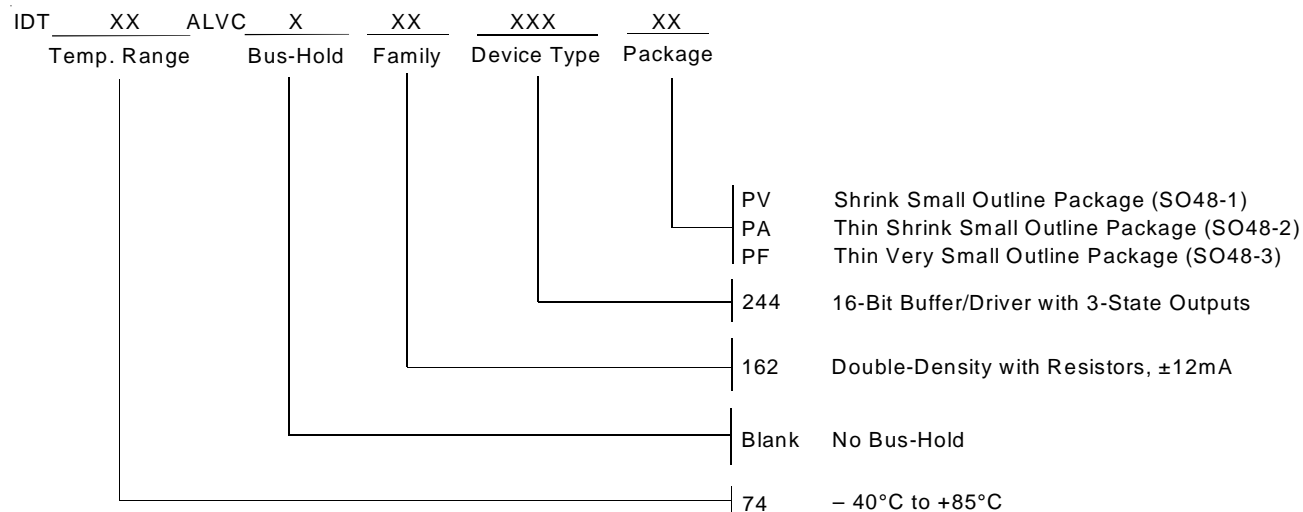 IDT XX ALVC X XX XXX XX
Temp. Range Bus-Hold Family Device Type Package
PV Shrink Small Outline Package (SO48-1)
PA Thin Shrink Small Outline Package (SO48-2)
PF Thin Very Small Outline Package (SO48-3)
244 16-Bit Buffer/Driver with 3-State Outputs
162 Double-Density with Resistors, ±12mA
Blank No Bus-Hold
74 – 40°C to +85°C